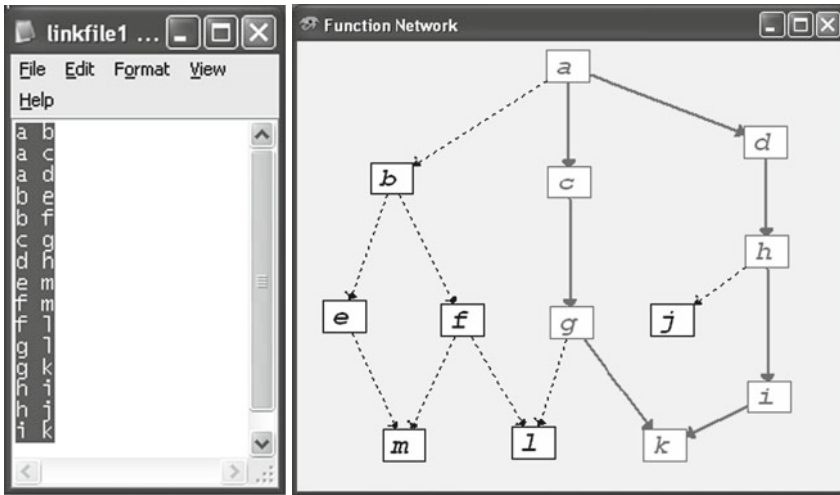 linkfile1 ...
File Edit Format View
Help
a b
a c
a d
b e
b f
c g
d h
e m
f m
f l
g l
g k
h i
h j
i k
Function Network
a
d
b
c
h
e
f
g
j
i
m
l
k